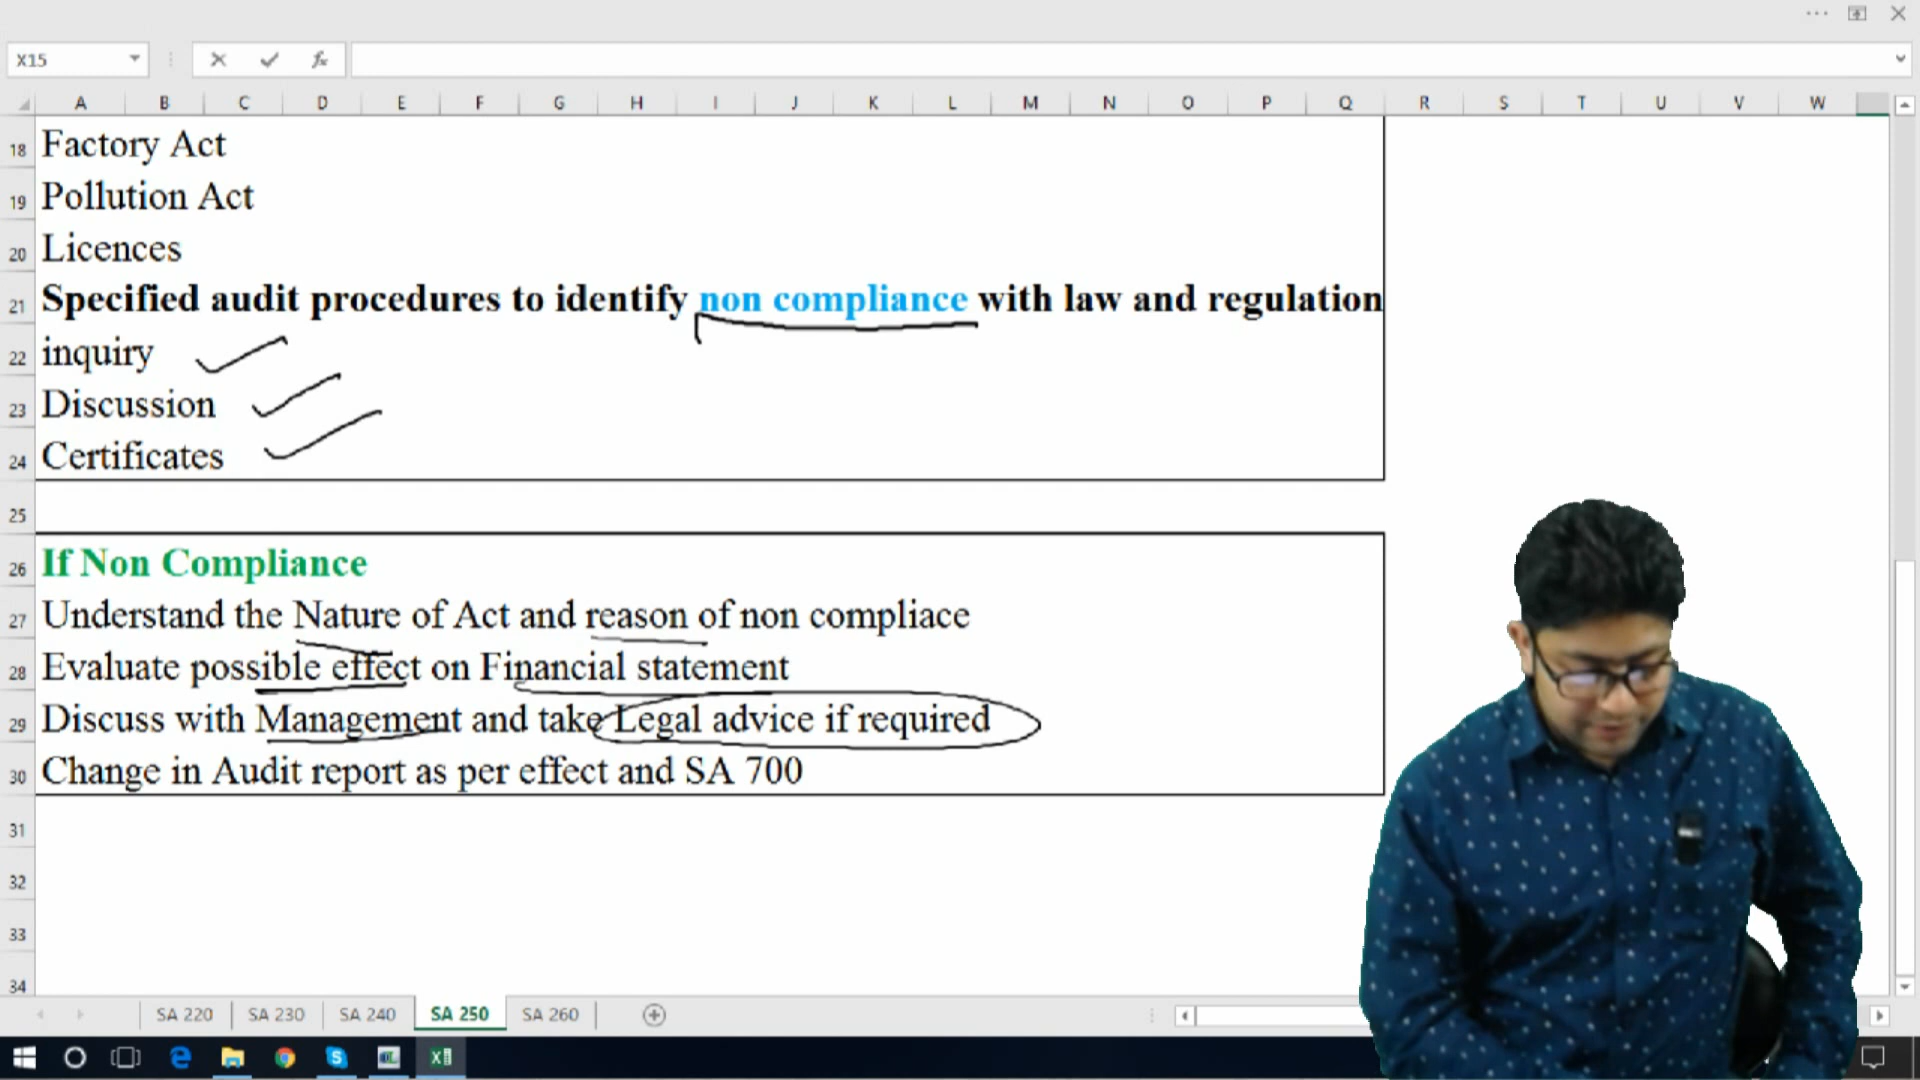 X15
fx
A B C D E F G H I J K L M N O P Q R S T U V W
18 Factory Act
19 Pollution Act
20 Licences
21 Specified audit procedures to identify non compliance with law and regulation
22 inquiry
23 Discussion
24 Certificates
25
26 If Non Compliance
27 Understand the Nature of Act and reason of non compliace
28 Evaluate possible effect on Financial statement
29 Discuss with Management and take Legal advice if required
30 Change in Audit report as per effect and SA 700
31
32
33
34
SA 220 SA 230 SA 240 SA 250 SA 260